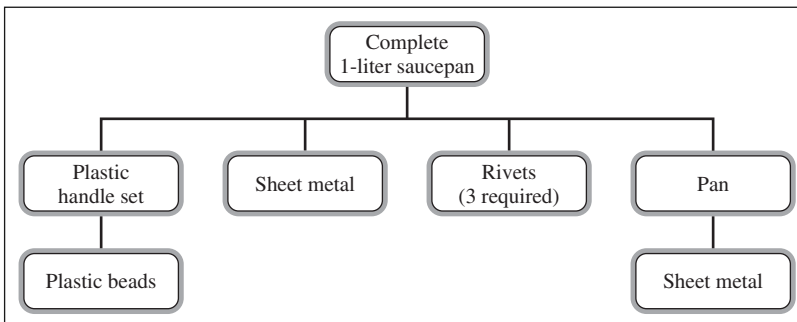 Complete
1-liter saucepan
Plastic
handle set
Sheet metal
Rivets
(3 required)
Pan
Plastic beads
Sheet metal